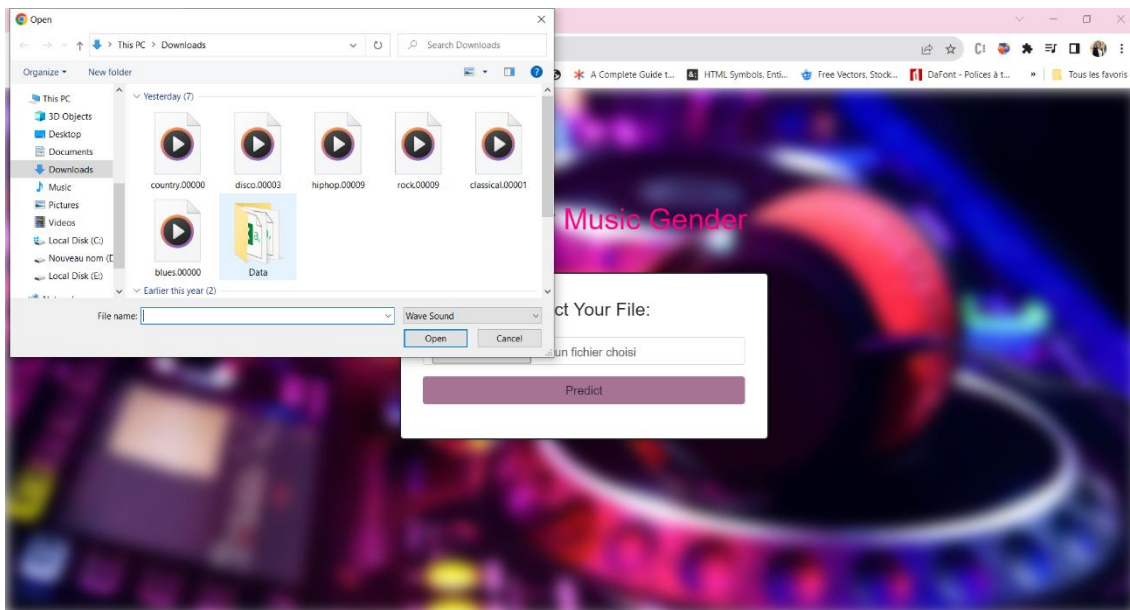 Open
This PC > Downloads
Search Downloads
Organize
New folder
This PC
3D Objects
Desktop
Documents
Downloads
Music
Pictures
Videos
Local Disk (C:)
Nouveau nom (D
Local Disk (E:)
Yesterday (7)
country.00000
disco.00003
hiphop.00009
rock.00009
classical.00001
blues.00000
Data
Earlier this year (2)
File name:
Wave Sound
Open
Cancel
A Complete Guide t...
HTML Symbols, Enti...
Free Vectors, Stock...
DaFont - Polices à t...
»
Tous les favoris
Music Gender
ct Your File:
un fichier choisi
Predict